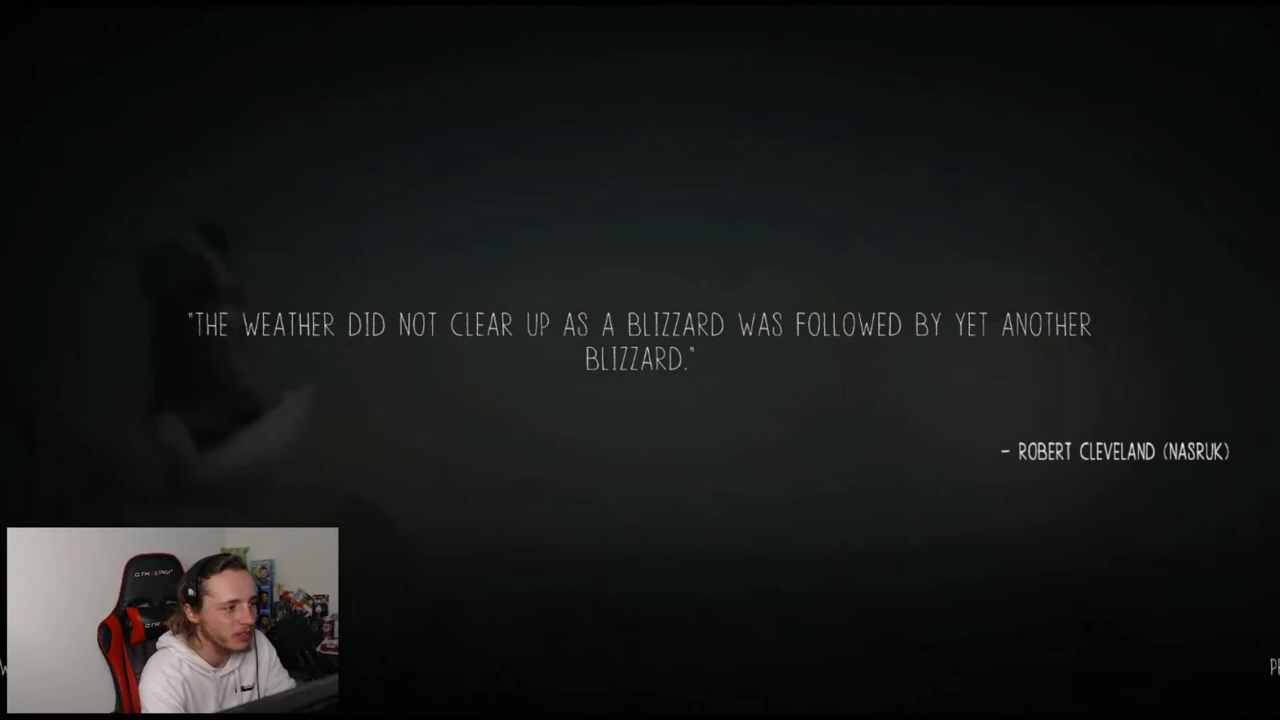 "THE WEATHER DID NOT CLEAR UP AS A BLIZZARD WAS FOLLOWED BY YET ANOTHER
BLIZZARD."
- ROBERT CLEVELAND (NASRUK)